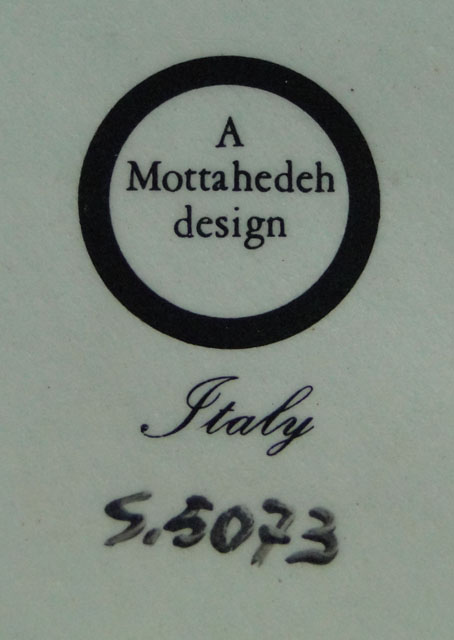 A
Mottahedeh
design
Italy
S.5073